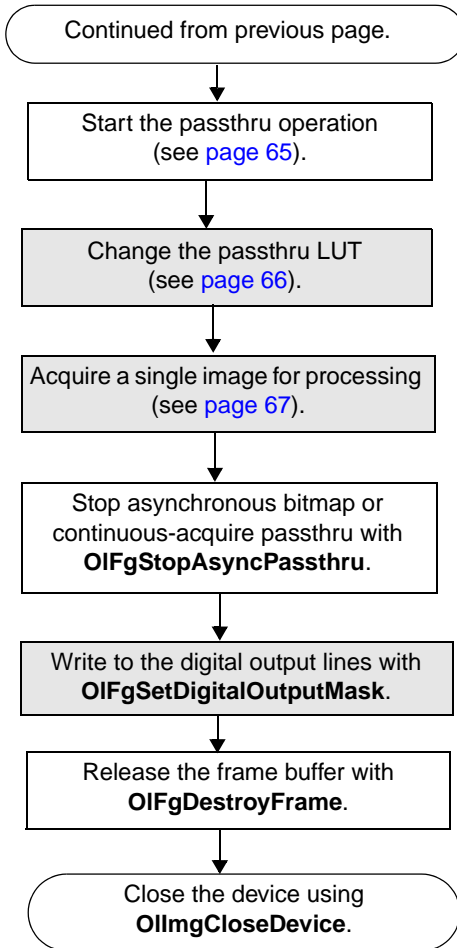 Continued from previous page.
Start the passthru operation
(see page 65).
Change the passthru LUT
(see page 66).
Acquire a single image for processing
(see page 67).
Stop asynchronous bitmap or
continuous-acquire passthru with
OlFgStopAsyncPassthru.
Write to the digital output lines with
OlFgSetDigitalOutputMask.
Release the frame buffer with
OlFgDestroyFrame.
Close the device using
OlImgCloseDevice.